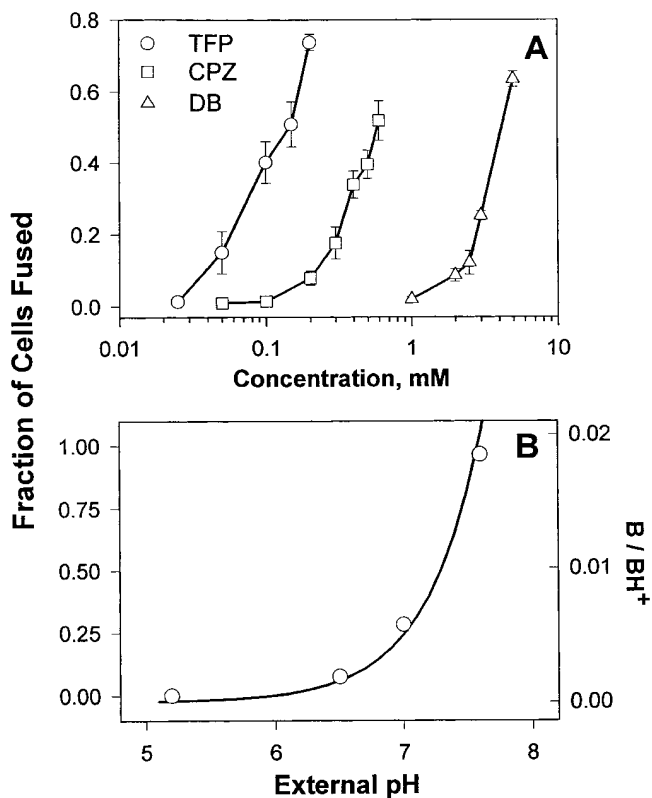 Fraction of Cells Fused
A
TFP
CPZ
DB
0.8
0.6
0.4
0.2
0.0
0.01 0.1 1 10
Concentration, mM
B
1.00
0.75
0.50
0.25
0.00
0.02
0.01
0.00
B / BH+
5 6 7 8
External pH